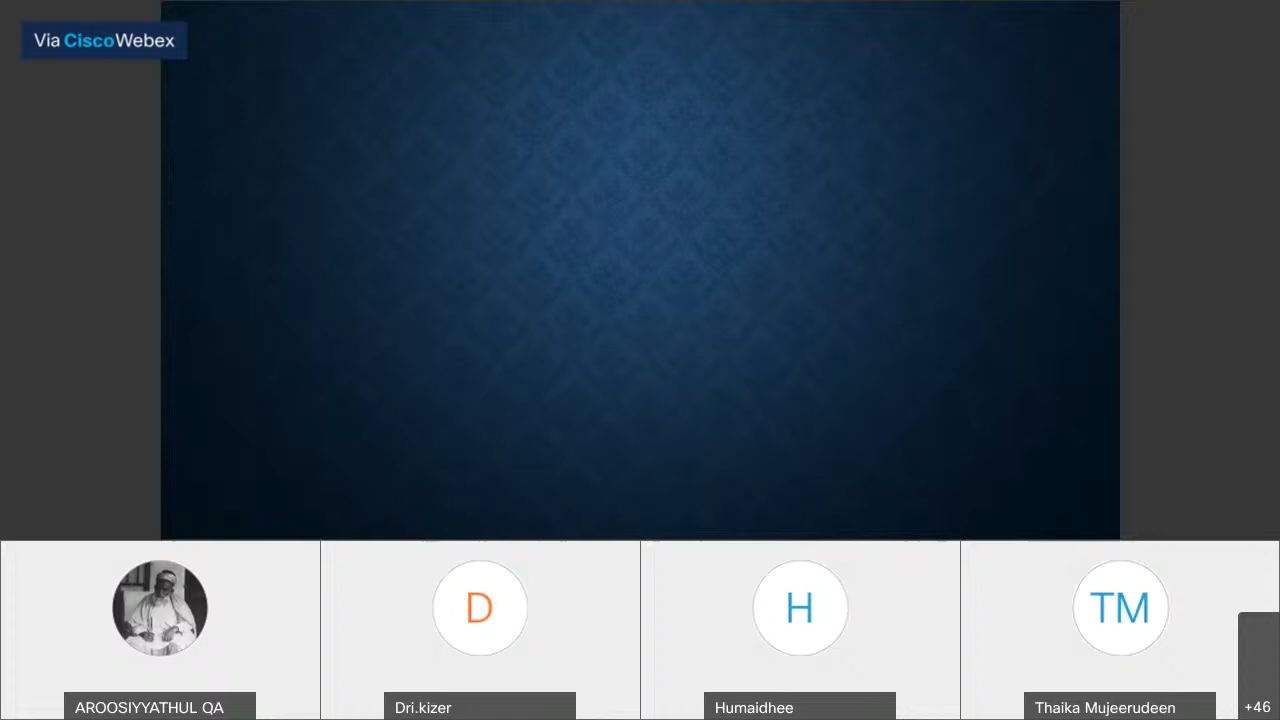 Via CiscoWebex
D
H
TM
AROOSIYYATHUL QA
Dri.kizer
Humaidhee
Thaika Mujeerudeen
+46